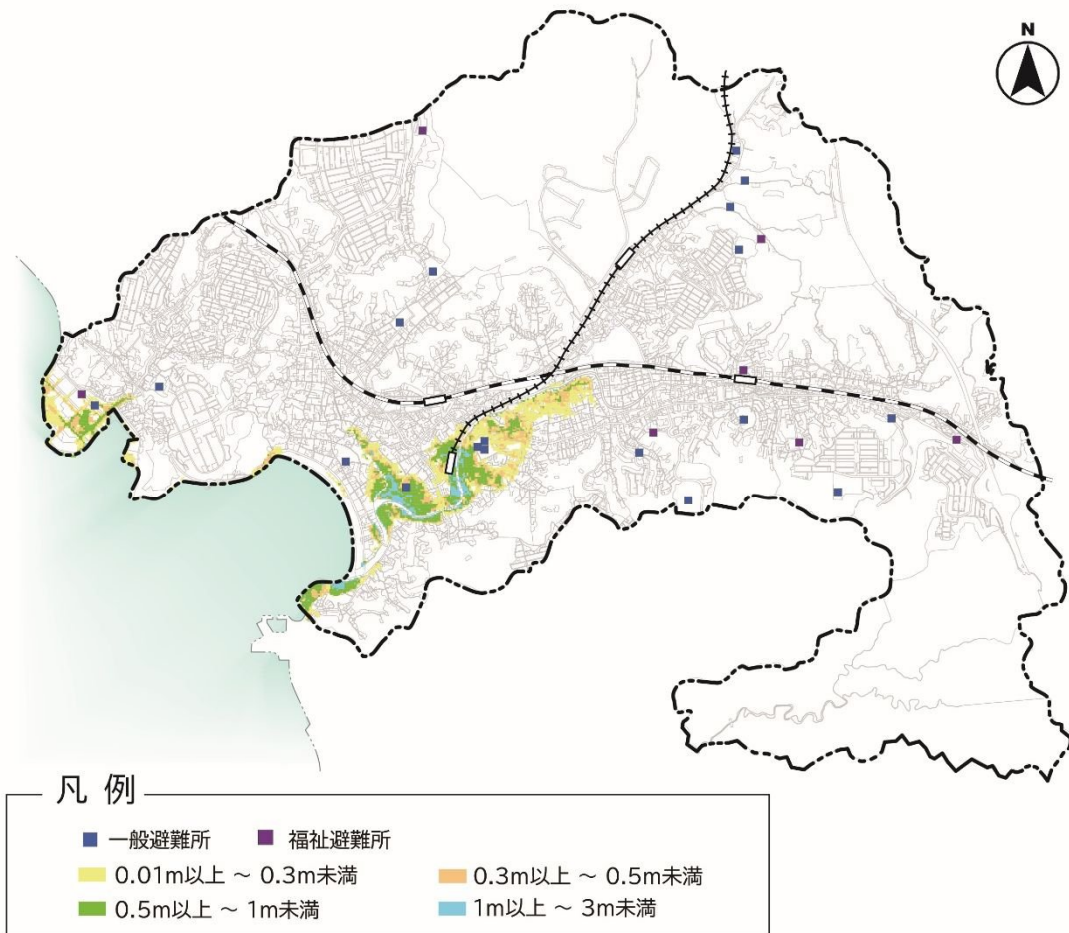 N
凡例
一般避難所 福祉避難所
0.01m以上 ～ 0.3m未満 0.3m以上 ～ 0.5m未満
0.5m以上 ～ 1m未満 1m以上 ～ 3m未満